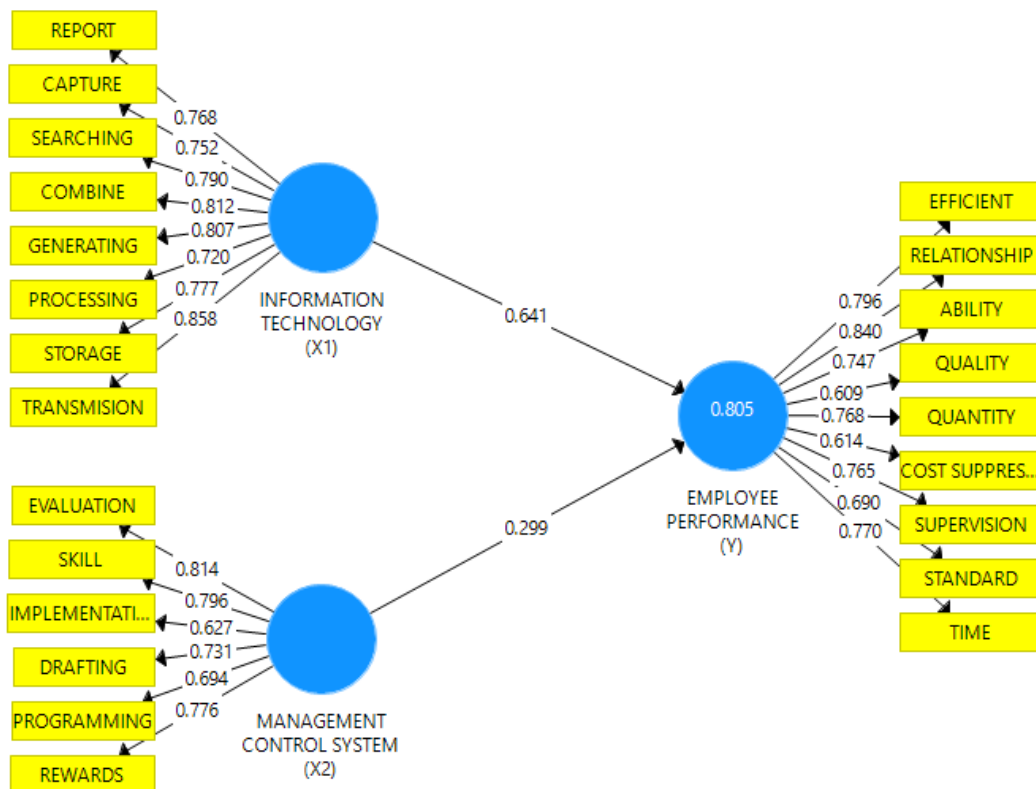 REPORT
CAPTURE
SEARCHING
COMBINE
GENERATING
PROCESSING
STORAGE
TRANSMISION
0.768
0.752
0.790
0.812
0.807
0.720
0.777
0.858
INFORMATION
TECHNOLOGY
(X1)
0.641
EVALUATION
SKILL
IMPLEMENTATI...
DRAFTING
PROGRAMMING
REWARDS
0.814
0.796
0.627
0.731
0.694
0.776
MANAGEMENT
CONTROL SYSTEM
(X2)
0.299
0.805
EMPLOYEE
PERFORMANCE
(Y)
0.796
0.840
0.747
0.609
0.768
0.614
0.765
0.690
0.770
EFFICIENT
RELATIONSHIP
ABILITY
QUALITY
QUANTITY
COST SUPPRES...
SUPERVISION
STANDARD
TIME